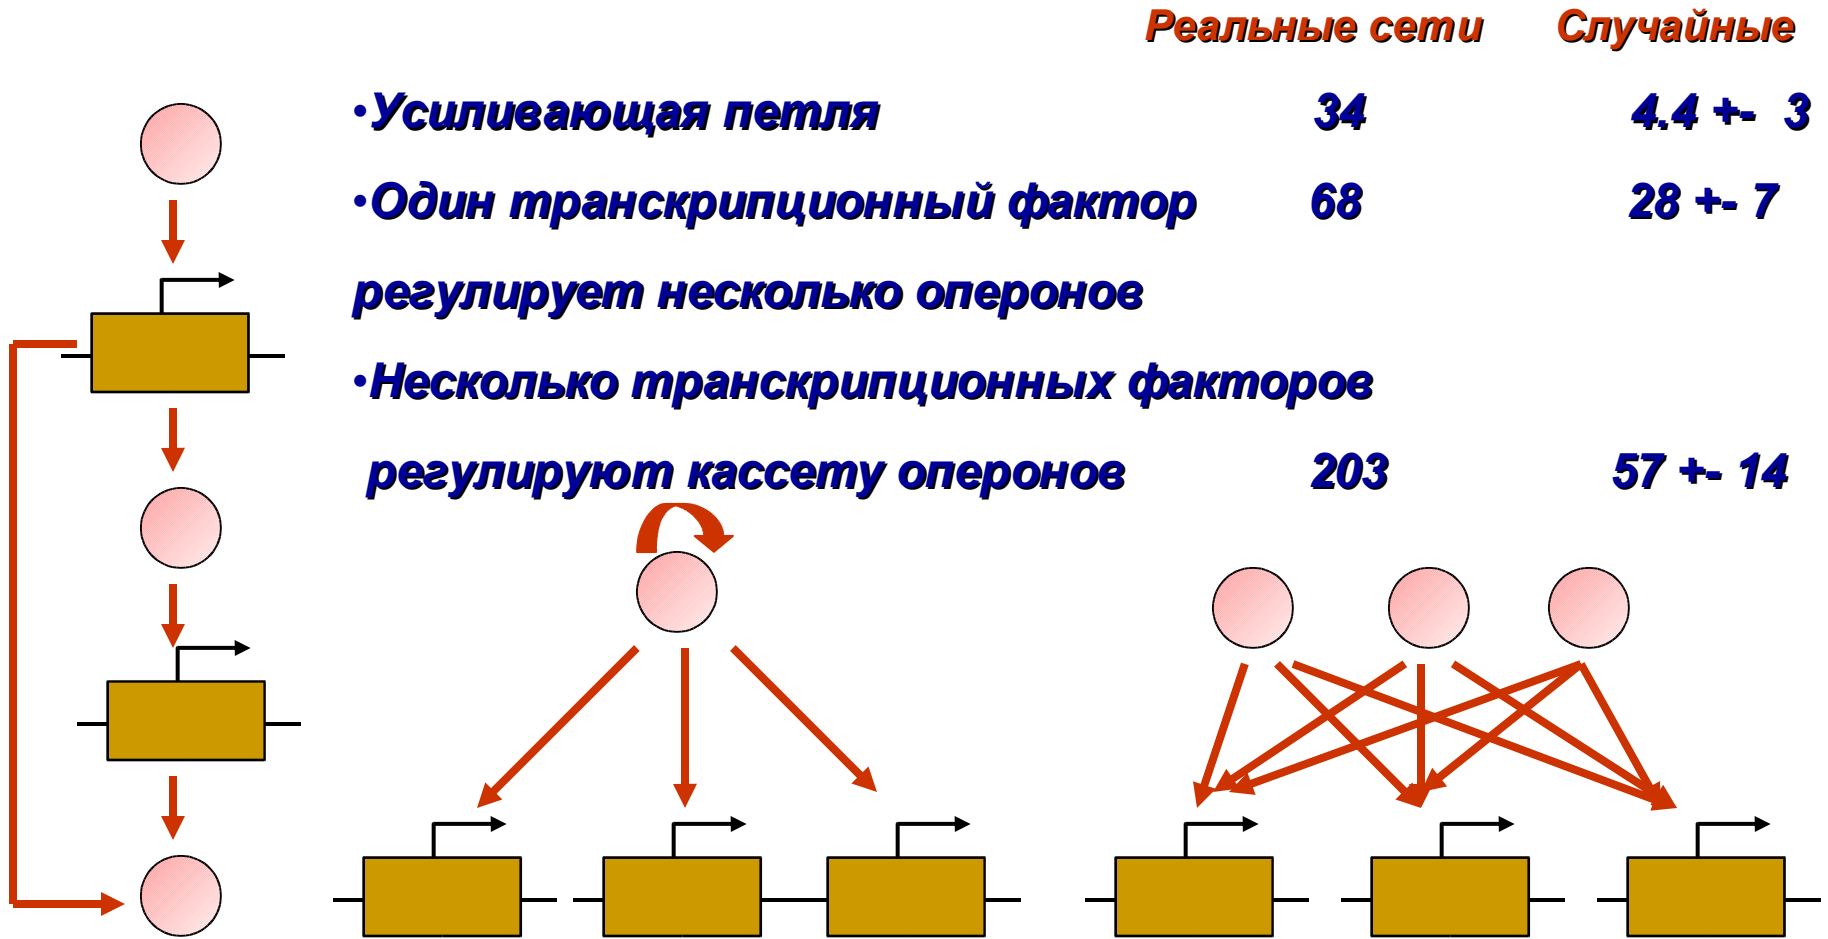 Реальные сети Случайные
•Усиливающая петля 34 4.4 +- 3
•Один транскрипционный фактор 68 28 +- 7
регулирует несколько оперонов
•Несколько транскрипционных факторов
регулируют кассету оперонов 203 57 +- 14